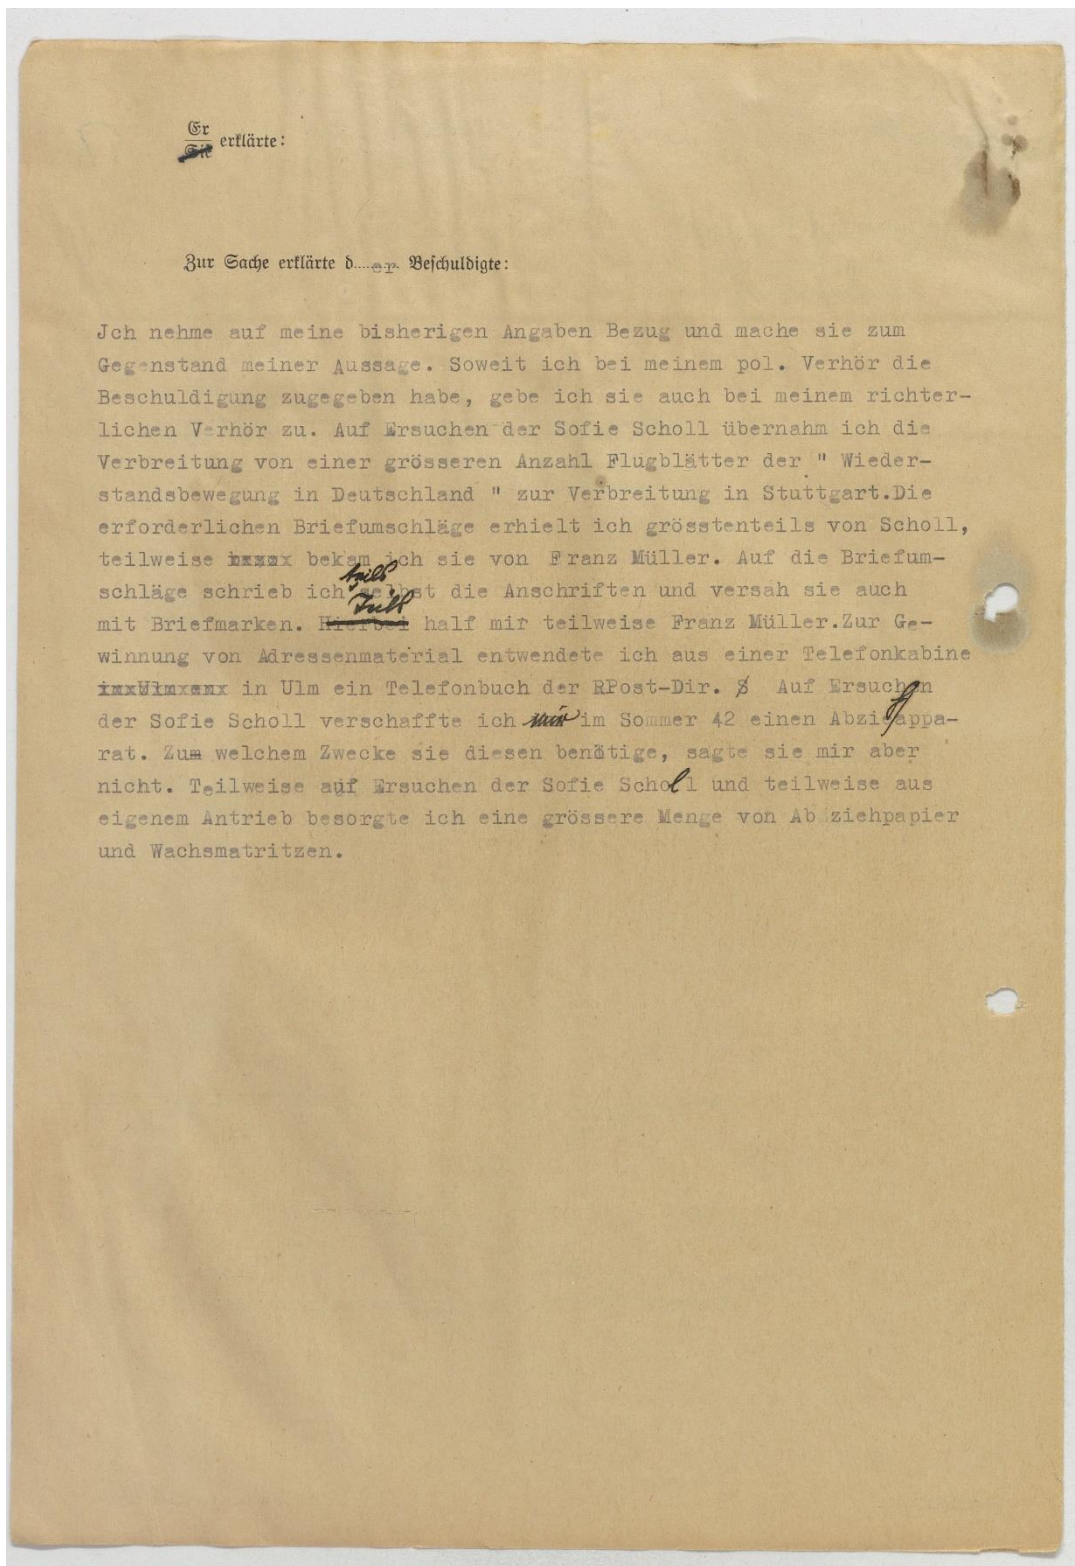 Er
Sie erklärte:
Zur Sache erklärte d....er. Beschuldigte:
Jch nehme auf meine bisherigen Angaben Bezug und mache sie zum
Gegenstand meiner Aussage. Soweit ich bei meinem pol. Verhör die
Beschuldigung zugegeben habe, gebe ich sie auch bei meinem richter-
lichen Verhör zu. Auf Ersuchen der Sofie Scholl übernahm ich die
Verbreitung von einer grösseren Anzahl Flugblätter der " Wieder-
standsbewegung in Deutschland " zur Verbreitung in Stuttgart.Die
erforderlichen Briefumschläge erhielt ich grösstenteils von Scholl,
teilweise bekam ich sie von Franz Müller. Auf die Briefum-
teils
schläge schrieb ich selbst die Anschriften und versah sie auch
mit Briefmarken. Hierbei half mir teilweise Franz Müller.Zur Ge-
winnung von Adressenmaterial entwendete ich aus einer Telefonkabine
in Ulm ein Telefonbuch der RPost-Dir. Auf Ersuchen
der Sofie Scholl verschaffte ich mir im Sommer 42 einen Abziehappa-
rat. Zum welchem Zwecke sie diesen benötige, sagte sie mir aber
nicht. Teilweise auf Ersuchen der Sofie Scholl und teilweise aus
eigenem Antrieb besorgte ich eine grössere Menge von Abziehpapier
und Wachsmatritzen.